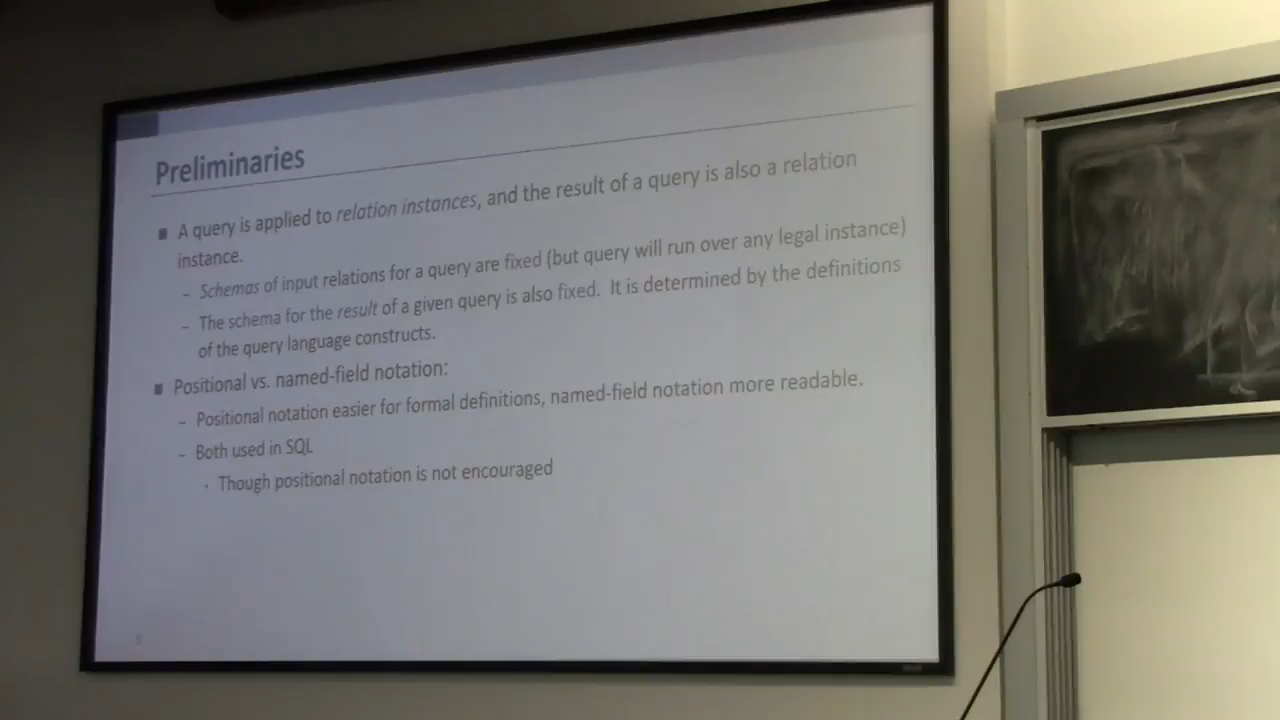 Preliminaries
▪ A query is applied to relation instances, and the result of a query is also a relation
instance.
– Schemas of input relations for a query are fixed (but query will run over any legal instance)
– The schema for the result of a given query is also fixed. It is determined by the definitions
of the query language constructs.
▪ Positional vs. named-field notation:
– Positional notation easier for formal definitions, named-field notation more readable.
– Both used in SQL
· Though positional notation is not encouraged